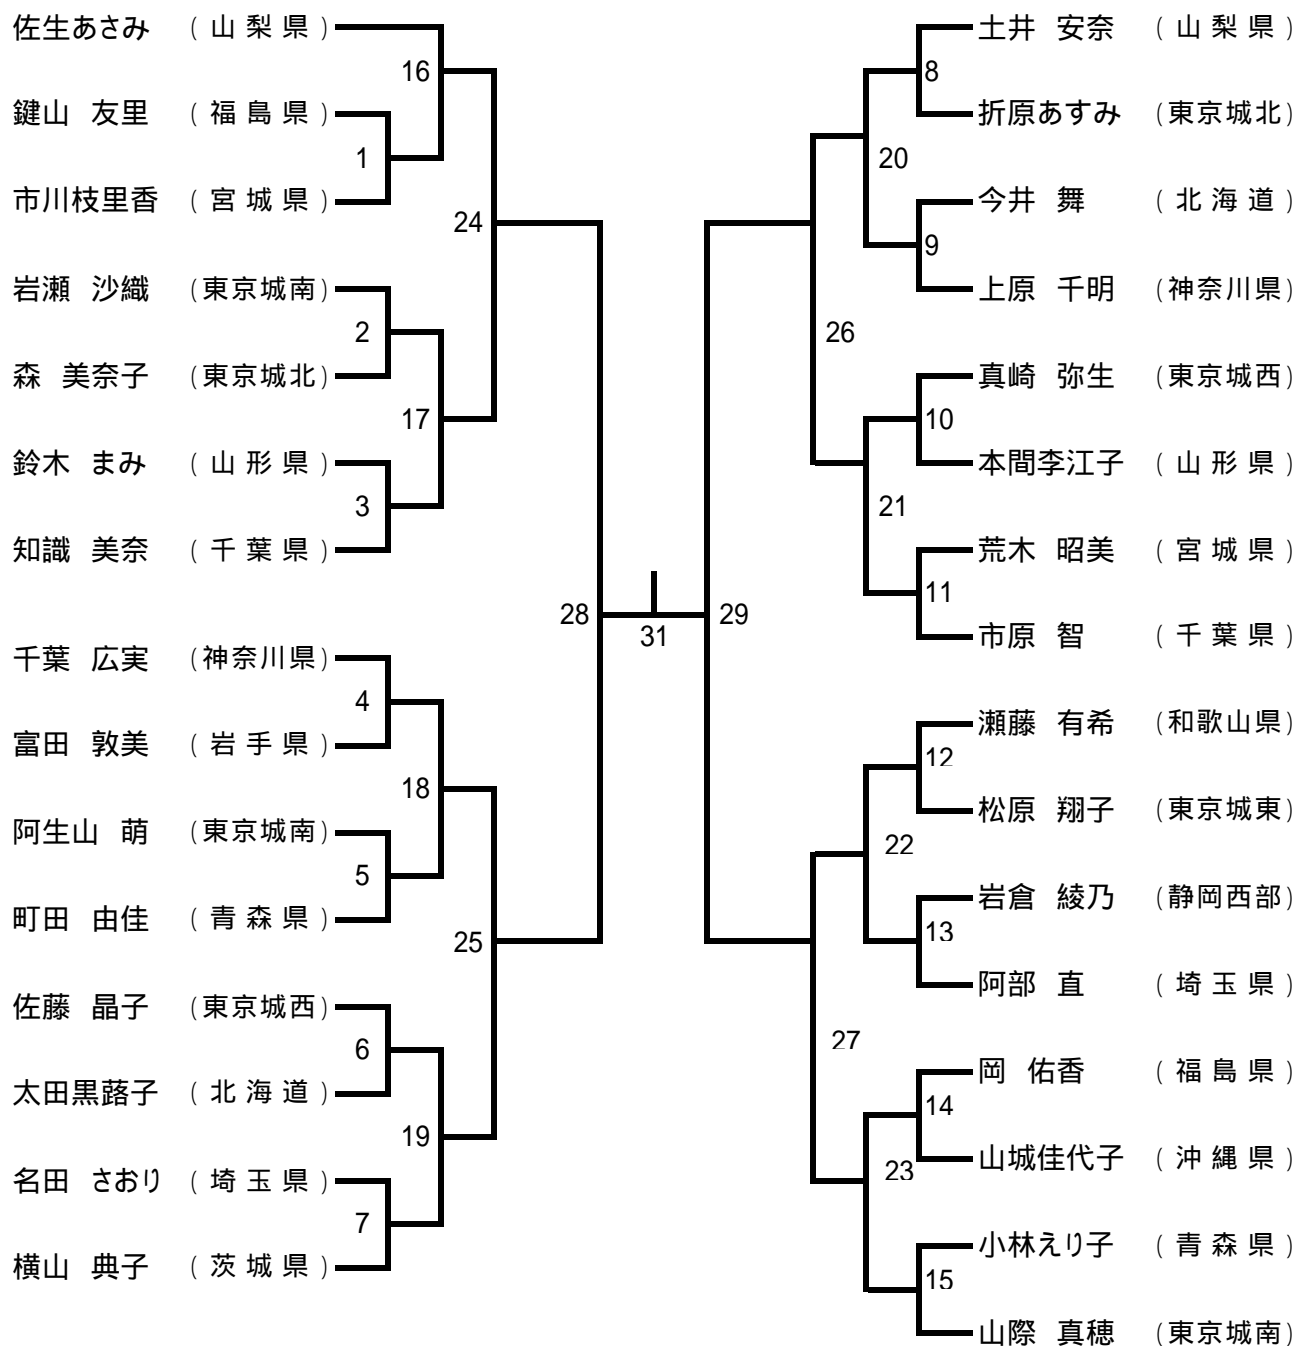 佐生あさみ (山梨県)
16
鍵山 友里 (福島県)
1
市川枝里香 (宮城県)
24
岩瀬 沙織 (東京城南)
2
森 美奈子 (東京城北)
17
鈴木 まみ (山形県)
3
知識 美奈 (千葉県)
28
千葉 広実 (神奈川県)
4
富田 敦美 (岩手県)
18
阿生山 萌 (東京城南)
5
町田 由佳 (青森県)
25
佐藤 晶子 (東京城西)
6
太田黒蕗子 (北海道)
19
名田 さおり (埼玉県)
7
横山 典子 (茨城県)
31
土井 安奈 (山梨県)
8
折原あすみ (東京城北)
20
今井 舞 (北海道)
9
上原 千明 (神奈川県)
26
真崎 弥生 (東京城西)
10
本間李江子 (山形県)
21
荒木 昭美 (宮城県)
11
市原 智 (千葉県)
29
瀬藤 有希 (和歌山県)
12
松原 翔子 (東京城東)
22
岩倉 綾乃 (静岡西部)
13
阿部 直 (埼玉県)
27
岡 佑香 (福島県)
14
山城佳代子 (沖縄県)
23
小林えり子 (青森県)
15
山際 真穂 (東京城南)